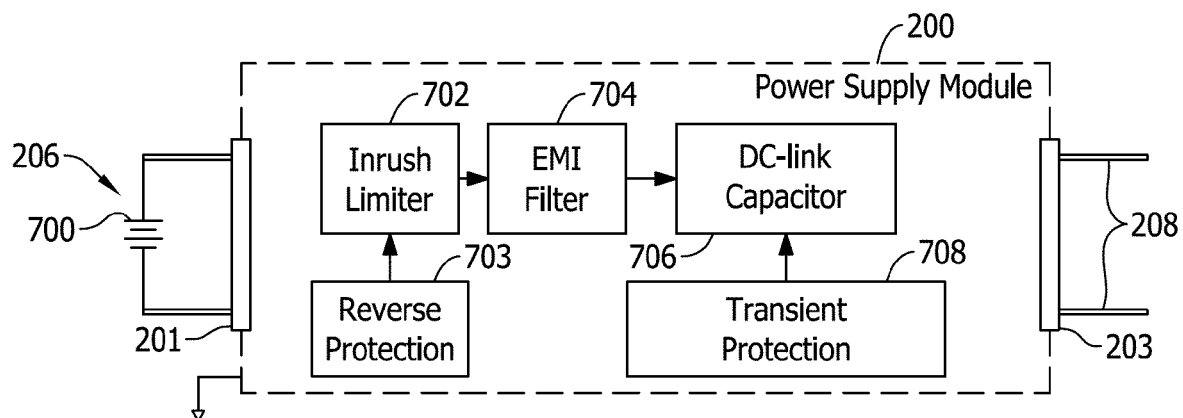 200
Power Supply Module
702
704
206
Inrush
Limiter
EMI
Filter
DC-link
Capacitor
700
208
703
706
708
201
Reverse
Protection
Transient
Protection
203